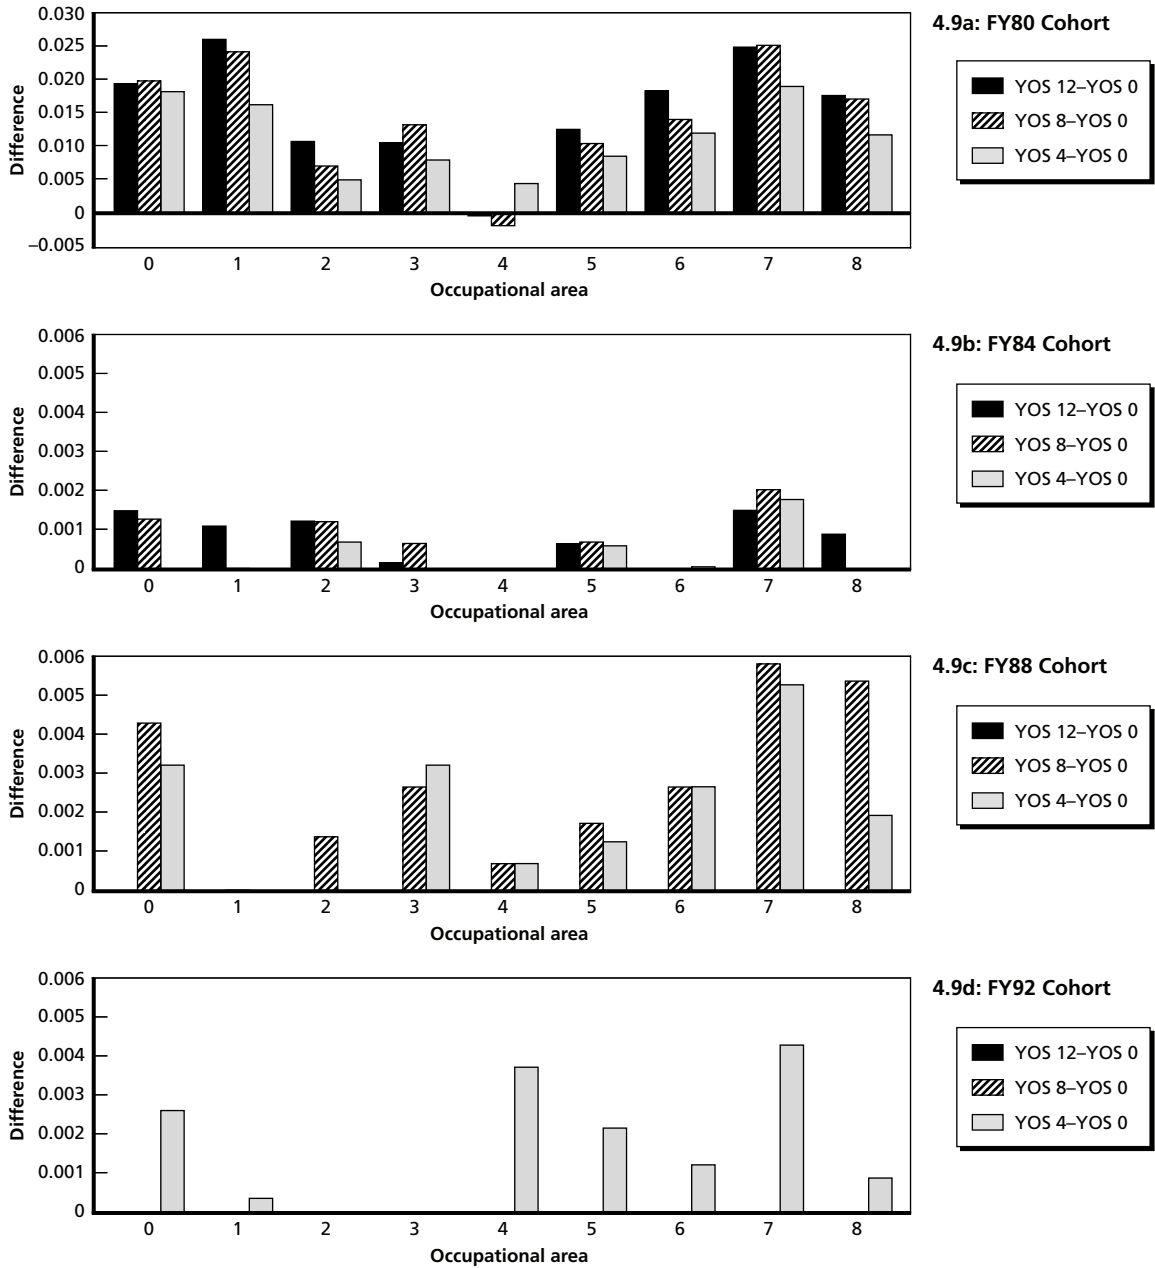 4.9a: FY80 Cohort
Difference
0.030
0.025
0.020
0.015
0.010
0.005
0
–0.005
0 1 2 3 4 5 6 7 8
Occupational area
YOS 12–YOS 0
YOS 8–YOS 0
YOS 4–YOS 0
4.9b: FY84 Cohort
Difference
0.006
0.005
0.004
0.003
0.002
0.001
0
0 1 2 3 4 5 6 7 8
Occupational area
YOS 12–YOS 0
YOS 8–YOS 0
YOS 4–YOS 0
4.9c: FY88 Cohort
Difference
0.006
0.005
0.004
0.003
0.002
0.001
0
0 1 2 3 4 5 6 7 8
Occupational area
YOS 12–YOS 0
YOS 8–YOS 0
YOS 4–YOS 0
4.9d: FY92 Cohort
Difference
0.006
0.005
0.004
0.003
0.002
0.001
0
0 1 2 3 4 5 6 7 8
Occupational area
YOS 12–YOS 0
YOS 8–YOS 0
YOS 4–YOS 0